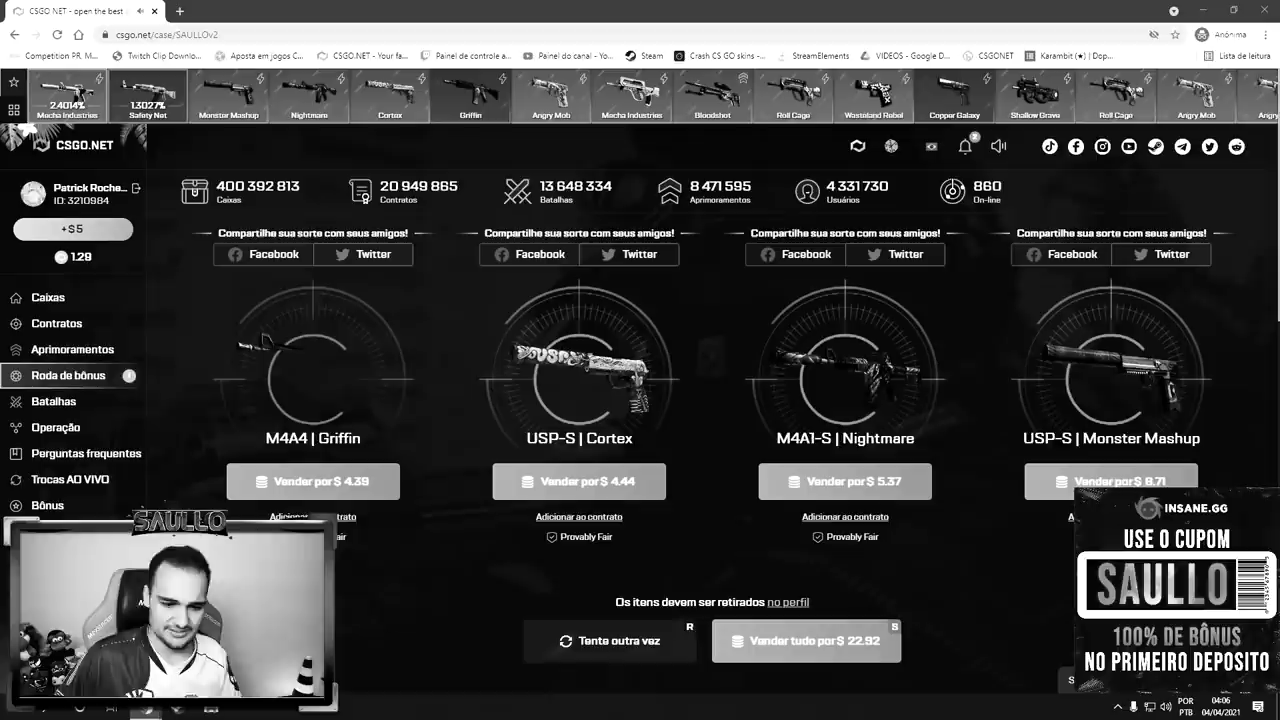 CSGO NET - open the best
csgo.net/case/SAULLOv2
Anônima
Competition PR, M...
Twitch Clip Downlo...
Aposta em jogos C...
CSGO.NET - Your fa...
Painel de controle a...
Painel do canal - Yo...
Steam
Crash CS GO skins -...
StreamElements
VIDEOS - Google D...
CSGONET
Karambit (★) | Dop...
Lista de leitura
2.4014%
1.3027%
Mecha Industries
Safety Net
Monster Mashup
Nightmare
Cortex
Griffin
Angry Mob
Mecha Industries
Bloodshot
Roll Cage
Wasteland Rebel
Copper Galaxy
Shallow Grave
Roll Cage
Angry Mob
Angry
CSGO.NET
Patrick Roche...
ID: 3210984
+$5
1.29
400 392 813
Caixas
20 949 865
Contratos
13 648 334
Batalhas
8 471 595
Aprimoramentos
4 331 730
Usuários
860
On-line
Compartilhe sua sorte com seus amigos!
Compartilhe sua sorte com seus amigos!
Compartilhe sua sorte com seus amigos!
Compartilhe sua sorte com seus amigos!
Facebook
Twitter
Facebook
Twitter
Facebook
Twitter
Facebook
Twitter
Caixas
Contratos
Aprimoramentos
Roda de bônus
Batalhas
Operação
Perguntas frequentes
Trocas AO VIVO
Bônus
M4A4 | Griffin
USP-S | Cortex
M4A1-S | Nightmare
USP-S | Monster Mashup
Vender por $ 4.39
Vender por $ 4.44
Vender por $ 5.37
Vender por $ 8.71
Adicionar ao contrato
Adicionar ao contrato
Provably Fair
Provably Fair
Os itens devem ser retirados no perfil
Tente outra vez
R
Vender tudo por $ 22.92
S
SAULLO
INSANE.GG
USE O CUPOM
SAULLO
100% DE BÔNUS
NO PRIMEIRO DEPOSITO
POR
PTB
04:06
04/04/2021